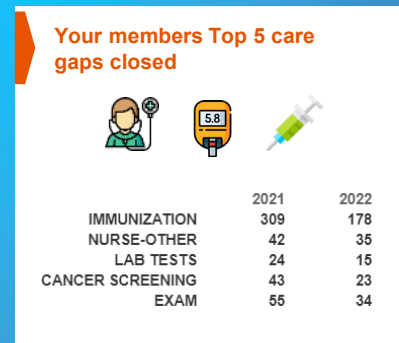 Your members Top 5 care
gaps closed
5.8
2021 2022
IMMUNIZATION 309 178
NURSE-OTHER 42 35
LAB TESTS 24 15
CANCER SCREENING 43 23
EXAM 55 34